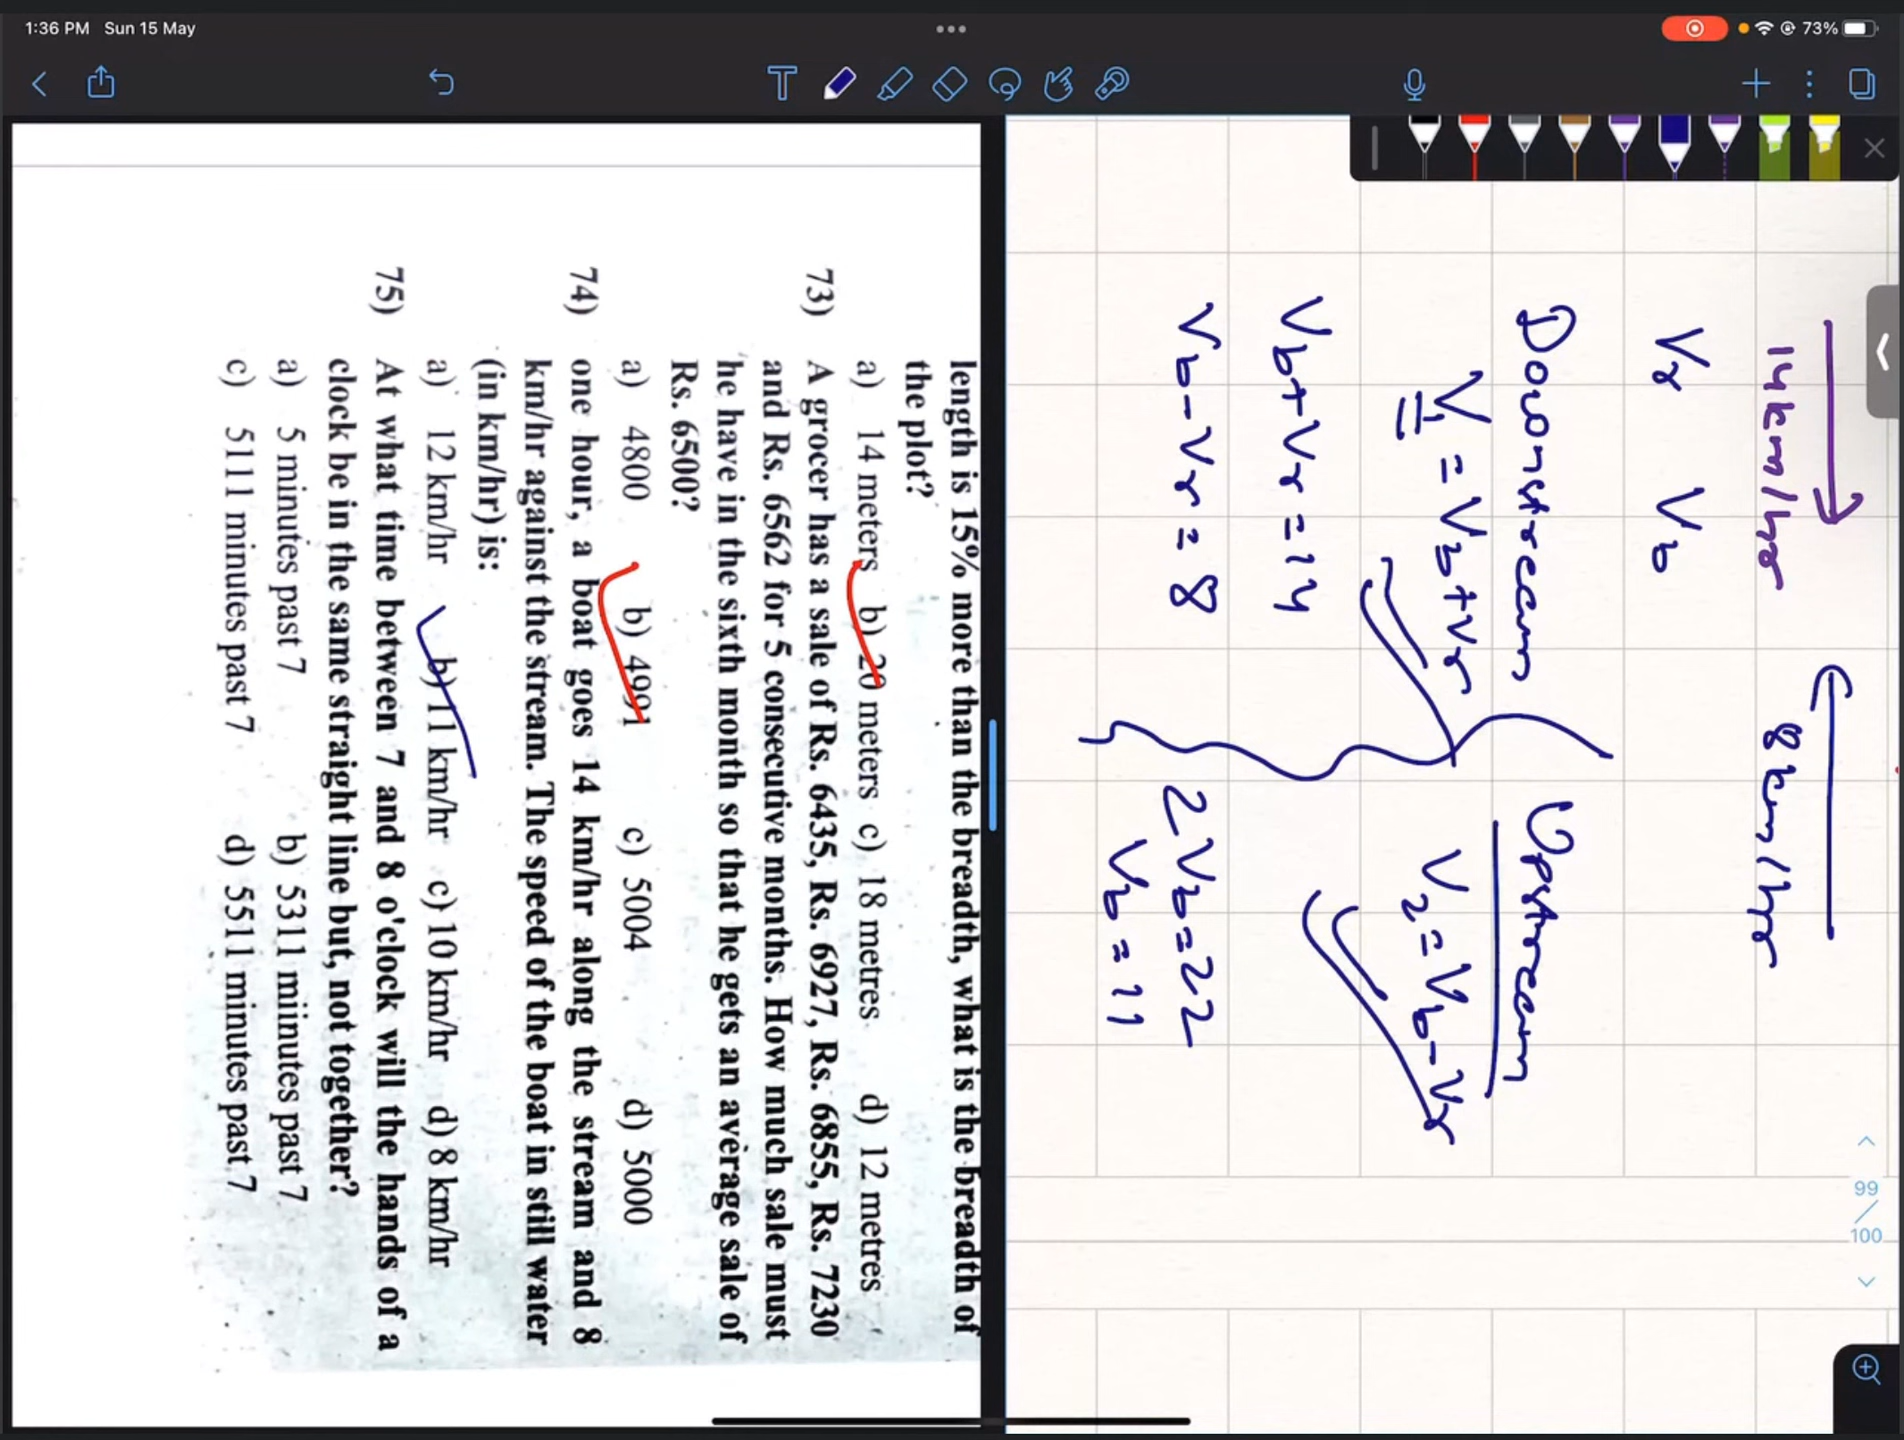 1:36 PM Sun 15 May
73%
length is 15% more than the breadth, what is the breadth of
the plot?
a) 14 meters b) 20 meters c) 18 metres d) 12 metres
73) A grocer has a sale of Rs. 6435, Rs. 6927, Rs. 6855, Rs. 7230
and Rs. 6562 for 5 consecutive months. How much sale must
he have in the sixth month so that he gets an average sale of
Rs. 6500?
a) 4800 b) 4991 c) 5004 d) 5000
74) one hour, a boat goes 14 km/hr along the stream and 8
km/hr against the stream. The speed of the boat in still water
(in km/hr) is:
a) 12 km/hr b) 11 km/hr c) 10 km/hr d) 8 km/hr
75) At what time between 7 and 8 o'clock will the hands of a
clock be in the same straight line but, not together?
a) 5 minutes past 7 b) 5311 miinutes past 7
c) 5111 minutes past 7 d) 5511 minutes past 7
14km/hr 8 km/hr
Vr Vb
Downstream Upstream
V1 = Vb+Vr V2 = Vb-Vr
Vb+Vr = 14
Vb-Vr = 8
2Vb=22
Vb=11
99
/
100